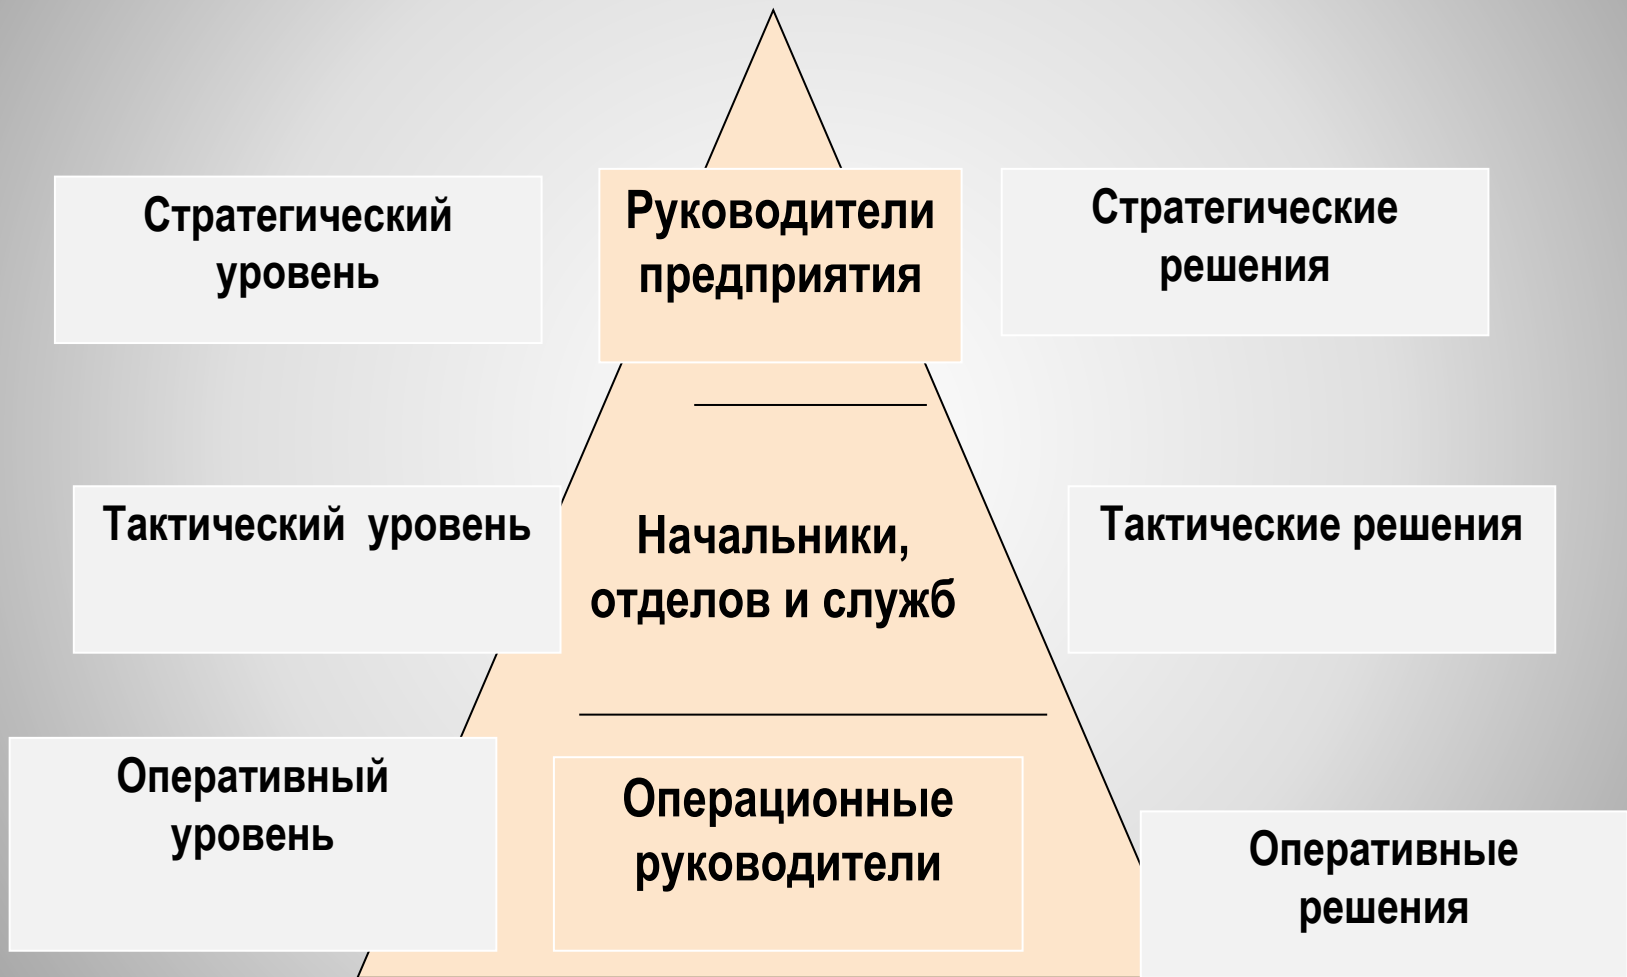 Стратегический
уровень
Руководители
предприятия
Стратегические
решения
Тактический уровень
Начальники,
отделов и служб
Тактические решения
Оперативный
уровень
Операционные
руководители
Оперативные
решения